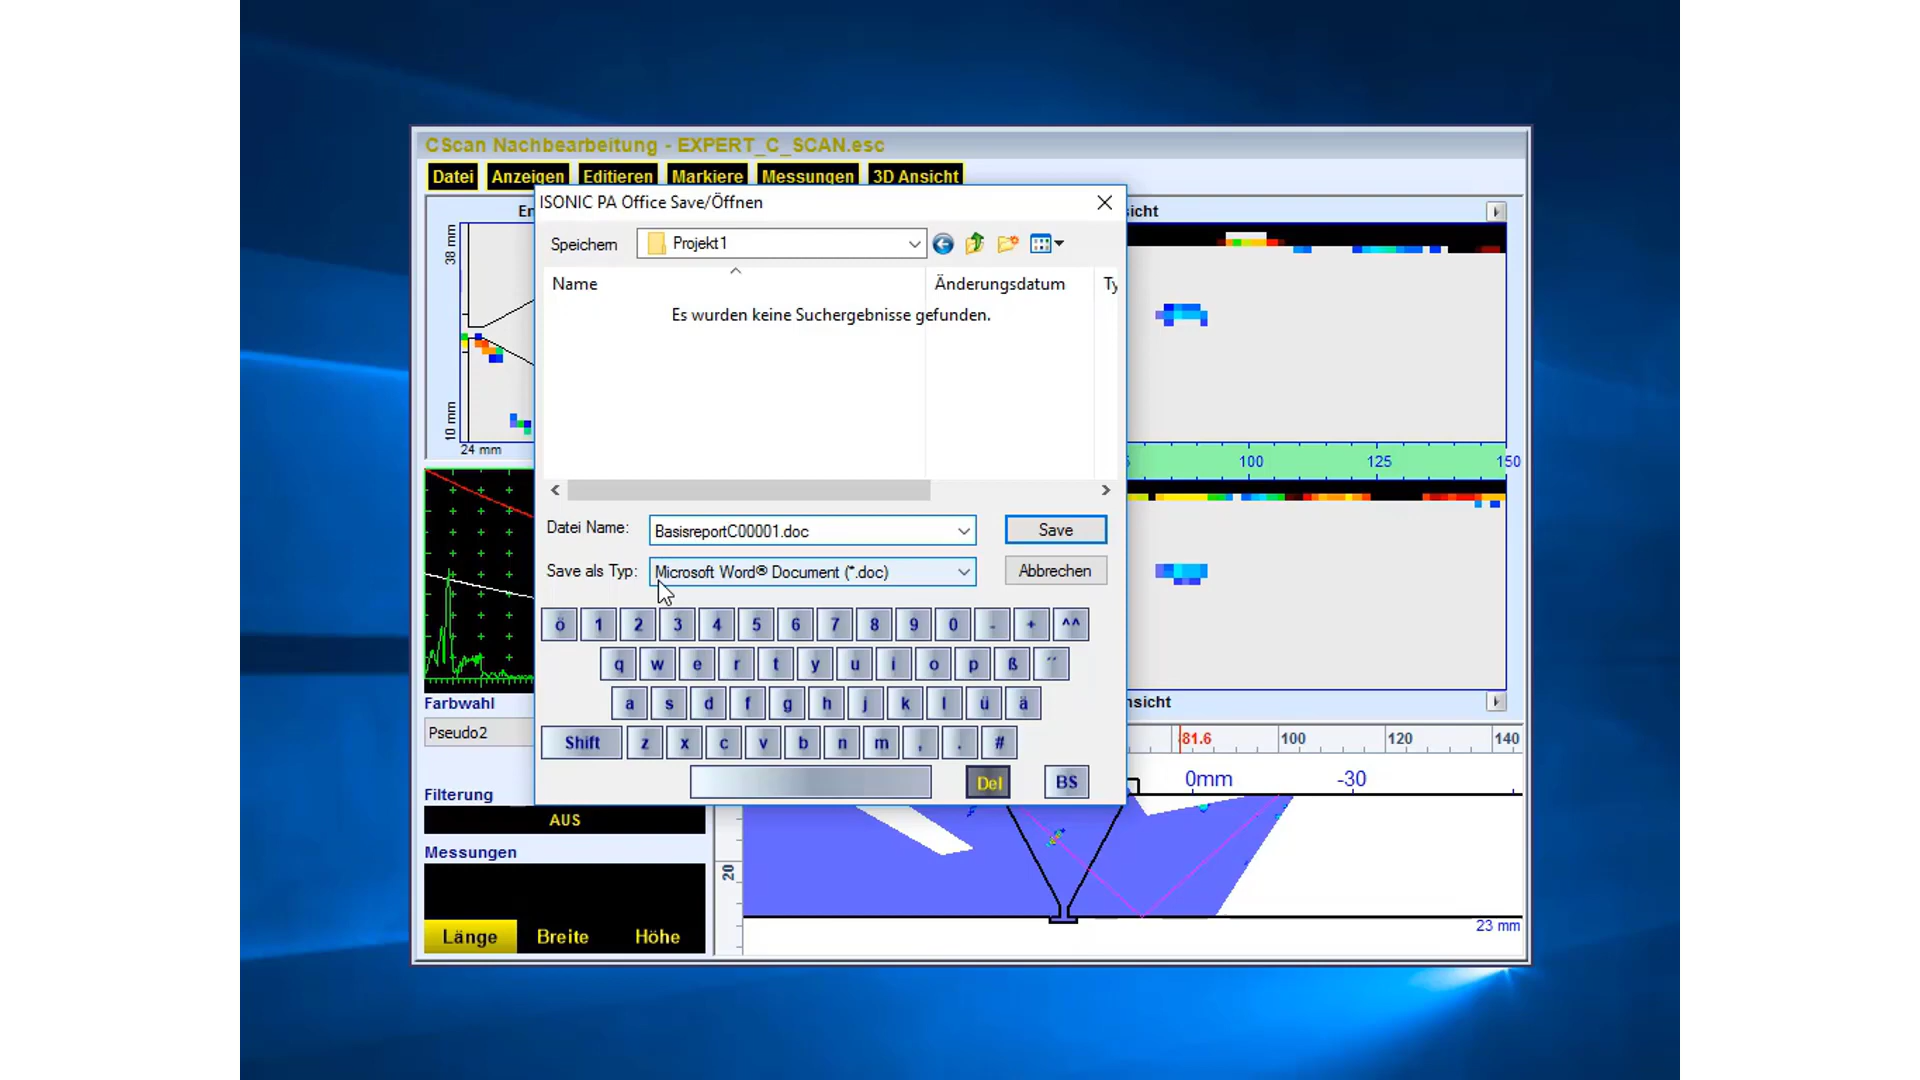 CScan Nachbearbeitung - EXPERT_C_SCAN.esc
Datei Anzeigen Editieren Markiere Messungen 3D Ansicht
ISONIC PA Office Save/Öffnen
Speichern Projekt1
Name Änderungsdatum Ty
Es wurden keine Suchergebnisse gefunden.
Datei Name: BasisreportC00001.doc Save
Save als Typ: Microsoft Word® Document (*.doc) Abbrechen
ö 1 2 3 4 5 6 7 8 9 0 - + ^^
q w e r t y u i o p ß ´´
a s d f g h j k l ü ä
Shift z x c v b n m , . #
Del BS
38 mm
10 mm
24 mm
100 125 150
Farbwahl
Pseudo2
Filterung
AUS
Messungen
Länge Breite Höhe
81.6 100 120 140
0mm -30
20
23 mm